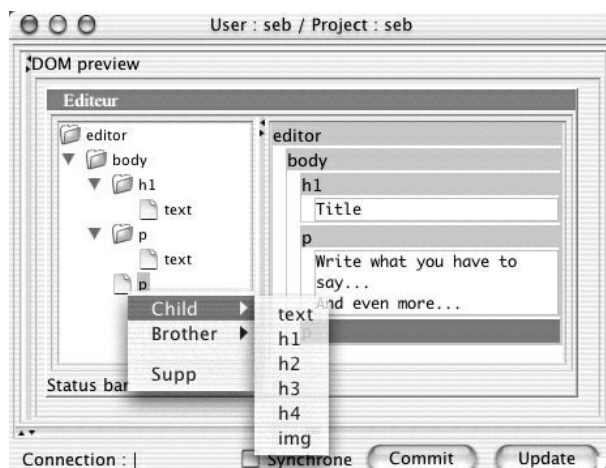 User : seb / Project : seb
DOM preview
Editeur
editor
body
h1
text
p
text
p
editor
body
h1
Title
p
Write what you have to
say...
And even more...
p
Child
Brother
Supp
text
h1
h2
h3
h4
img
Status bar
Connection :
Synchrone
Commit
Update